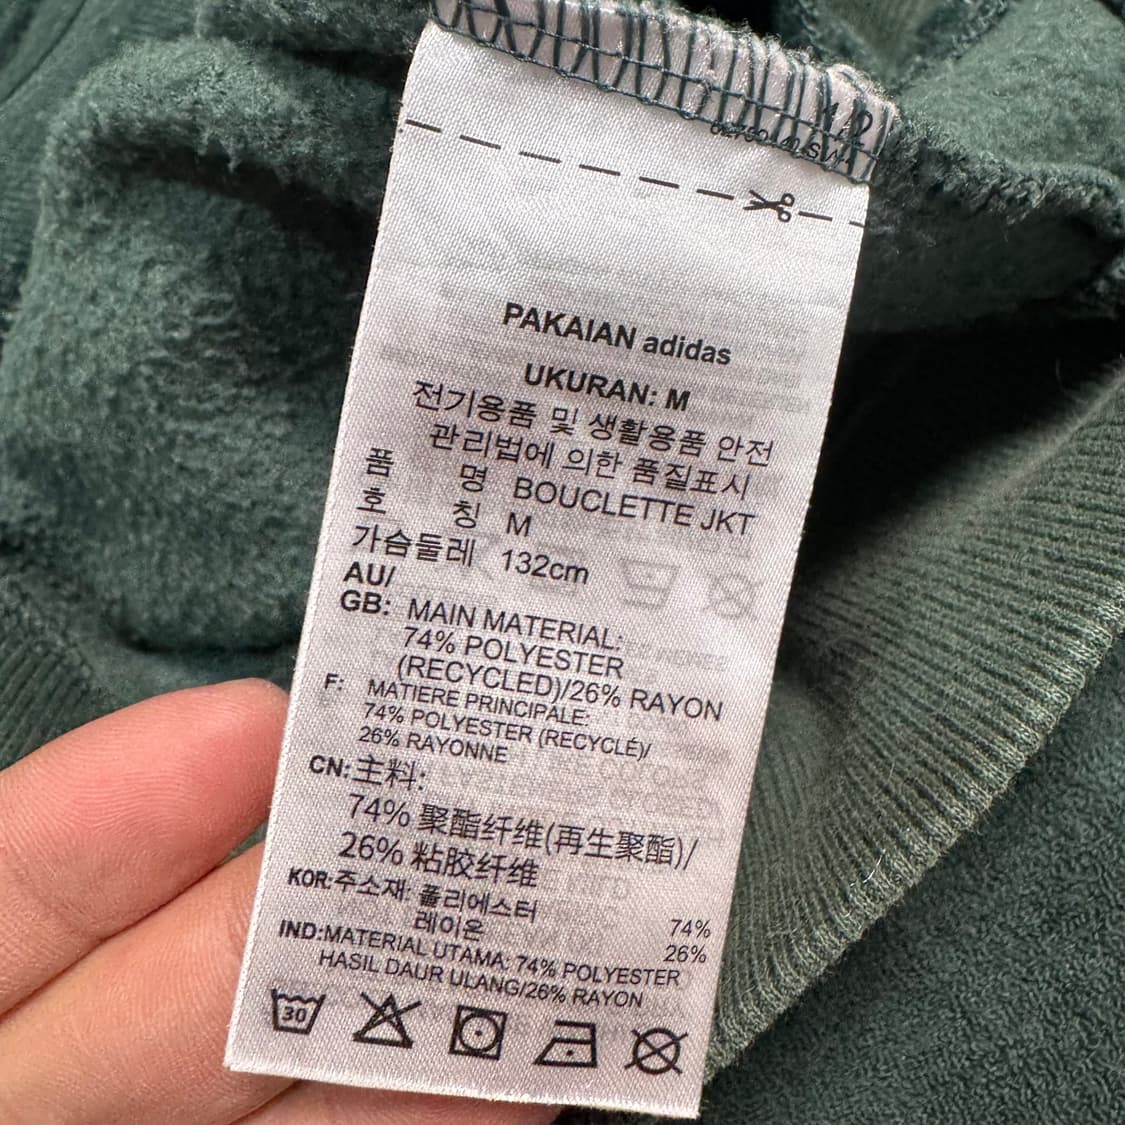 1/2
PAKAIAN adidas
UKURAN: M
전기용품 및 생활용품 안전
관리법에 의한 품질표시
품 명 BOUCLETTE JKT
호 칭 M
가슴둘레 132cm
AU/
GB: MAIN MATERIAL:
74% POLYESTER
(RECYCLED)/26% RAYON
F: MATIERE PRINCIPALE:
74% POLYESTER (RECYCLÉ)/
26% RAYONNE
CN:主料:
74% 聚酯纤维(再生聚酯)/
26% 粘胶纤维
KOR:주소재: 폴리에스터 74%
레이온 26%
IND:MATERIAL UTAMA: 74% POLYESTER
HASIL DAUR ULANG/26% RAYON
30